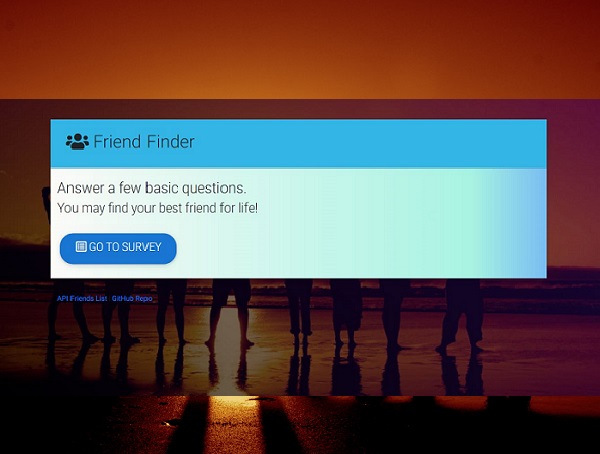 Friend Finder
Answer a few basic questions.
You may find your best friend for life!
GO TO SURVEY
API Friends List GitHub Repo